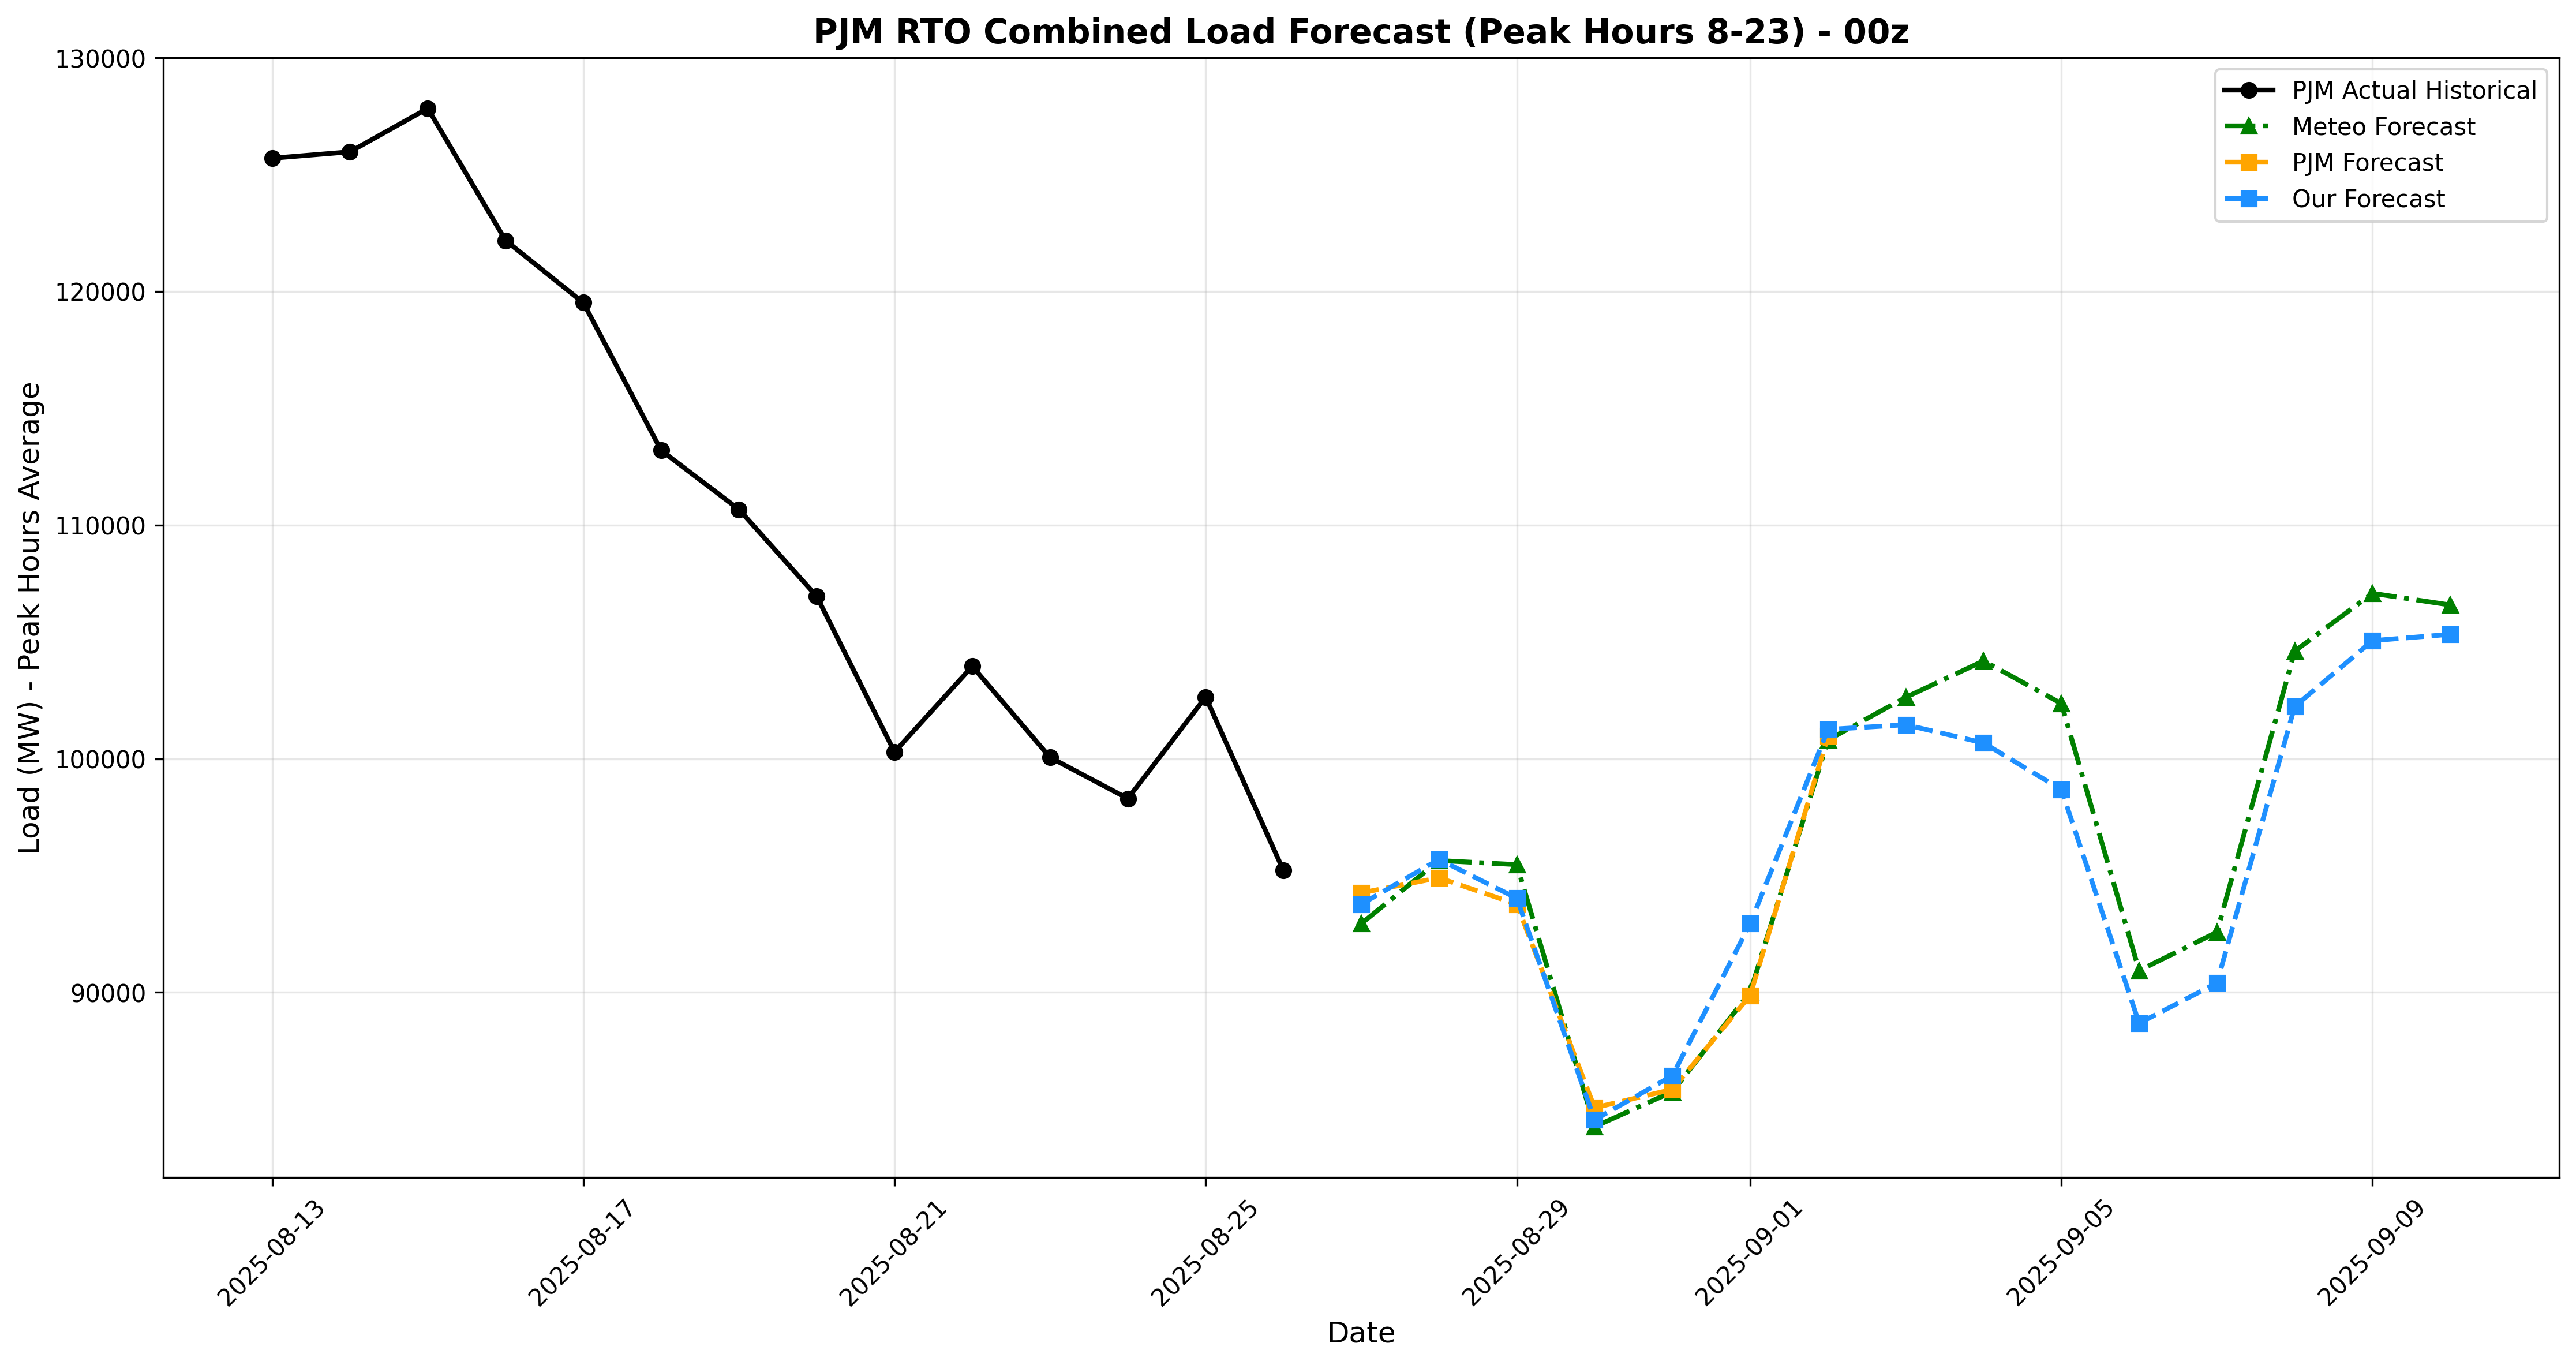 PJM RTO Combined Load Forecast (Peak Hours 8-23) - 00z
130000
120000
110000
100000
90000
Load (MW) - Peak Hours Average
PJM Actual Historical
Meteo Forecast
PJM Forecast
Our Forecast
2025-08-13
2025-08-17
2025-08-21
2025-08-25
2025-08-29
2025-09-01
2025-09-05
2025-09-09
Date